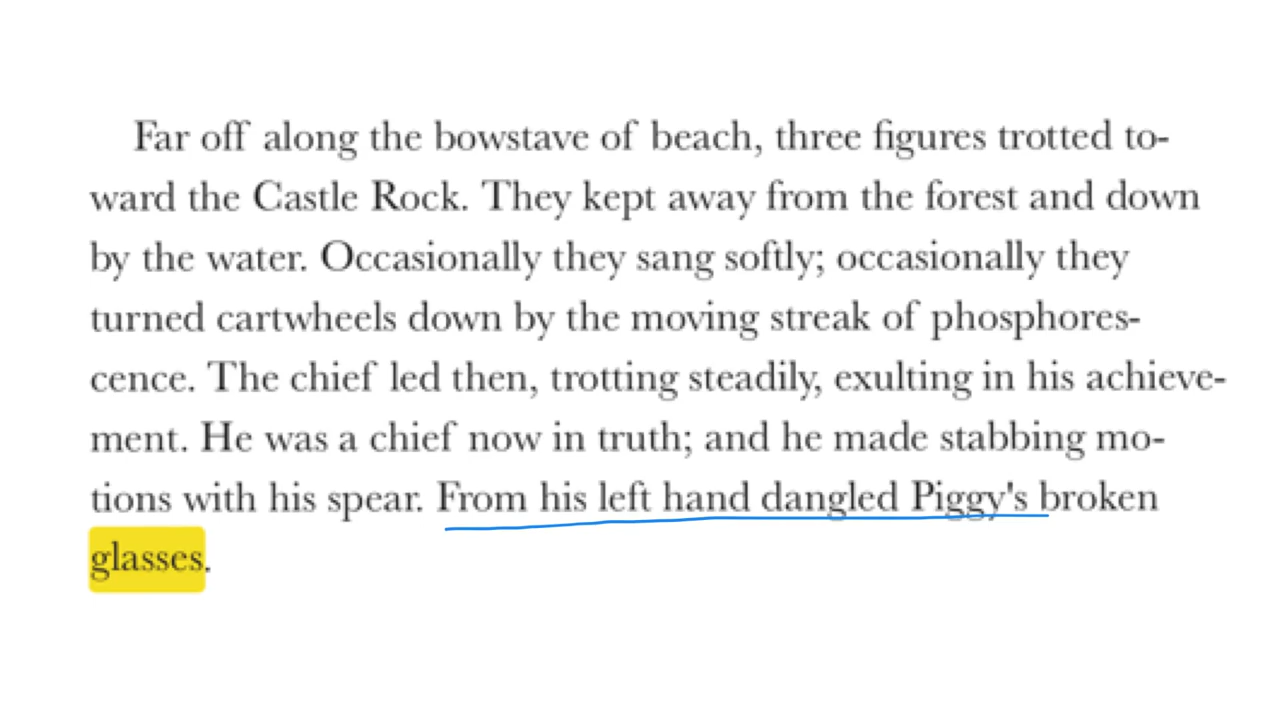 Far off along the bowstave of beach, three figures trotted to-
ward the Castle Rock. They kept away from the forest and down
by the water. Occasionally they sang softly; occasionally they
turned cartwheels down by the moving streak of phosphores-
cence. The chief led then, trotting steadily, exulting in his achieve-
ment. He was a chief now in truth; and he made stabbing mo-
tions with his spear. From his left hand dangled Piggy's broken
glasses.